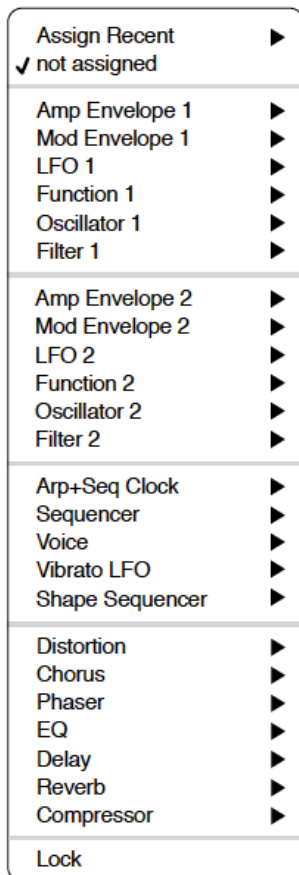 Assign Recent
not assigned
Amp Envelope 1
Mod Envelope 1
LFO 1
Function 1
Oscillator 1
Filter 1
Amp Envelope 2
Mod Envelope 2
LFO 2
Function 2
Oscillator 2
Filter 2
Arp+Seq Clock
Sequencer
Voice
Vibrato LFO
Shape Sequencer
Distortion
Chorus
Phaser
EQ
Delay
Reverb
Compressor
Lock